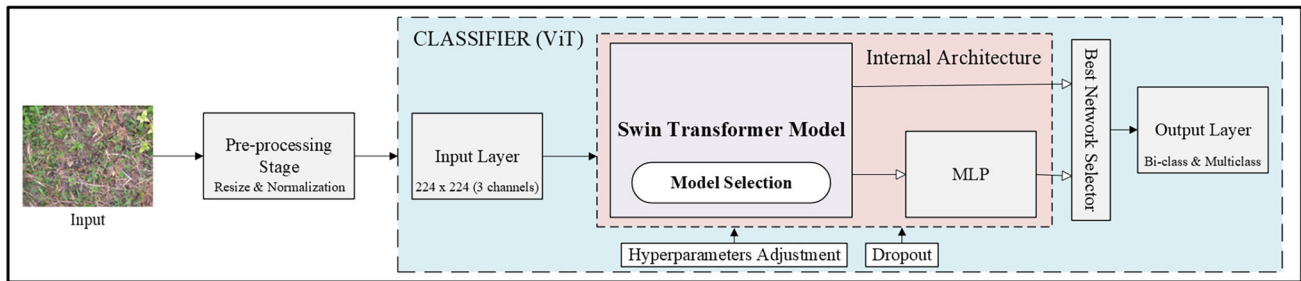 CLASSIFIER (ViT)
Internal Architecture
Input
Pre-processing
Stage
Resize & Normalization
Input Layer
224 x 224 (3 channels)
Swin Transformer Model
Model Selection
MLP
Best Network Selector
Output Layer
Bi-class & Multiclass
Hyperparameters Adjustment
Dropout